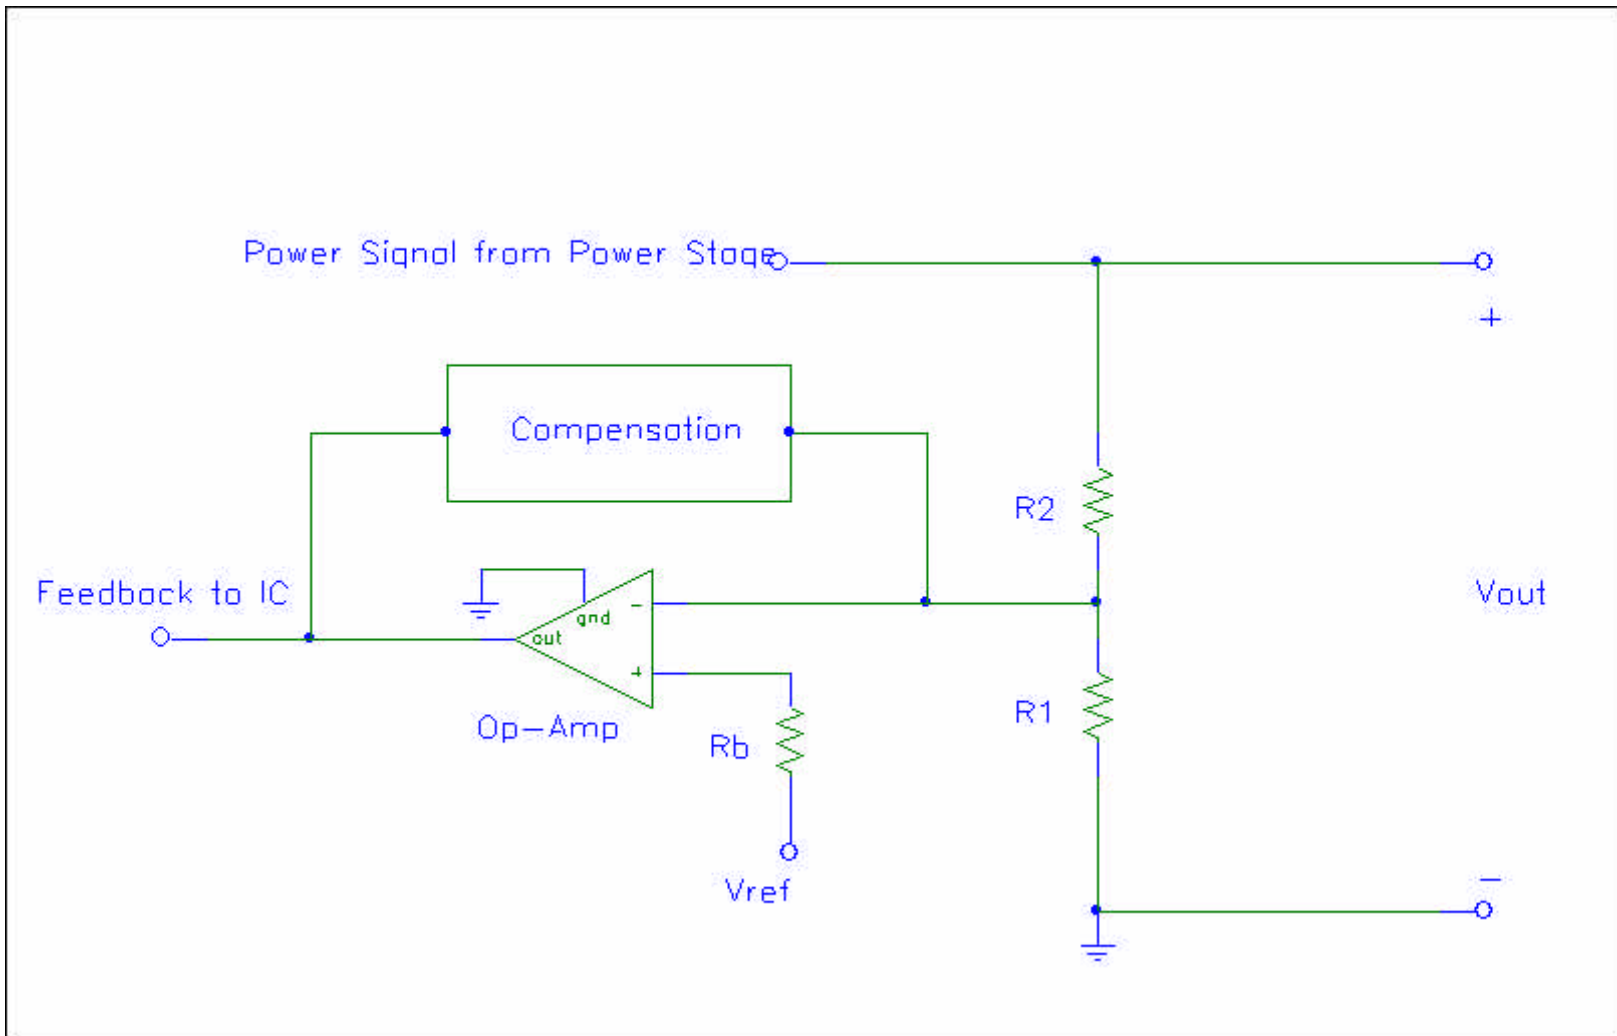 Power Signal from Power Stage
+
Compensation
R2
Feedback to IC
Vout
-
gnd
out
+
R1
Op-Amp
Rb
Vref
-